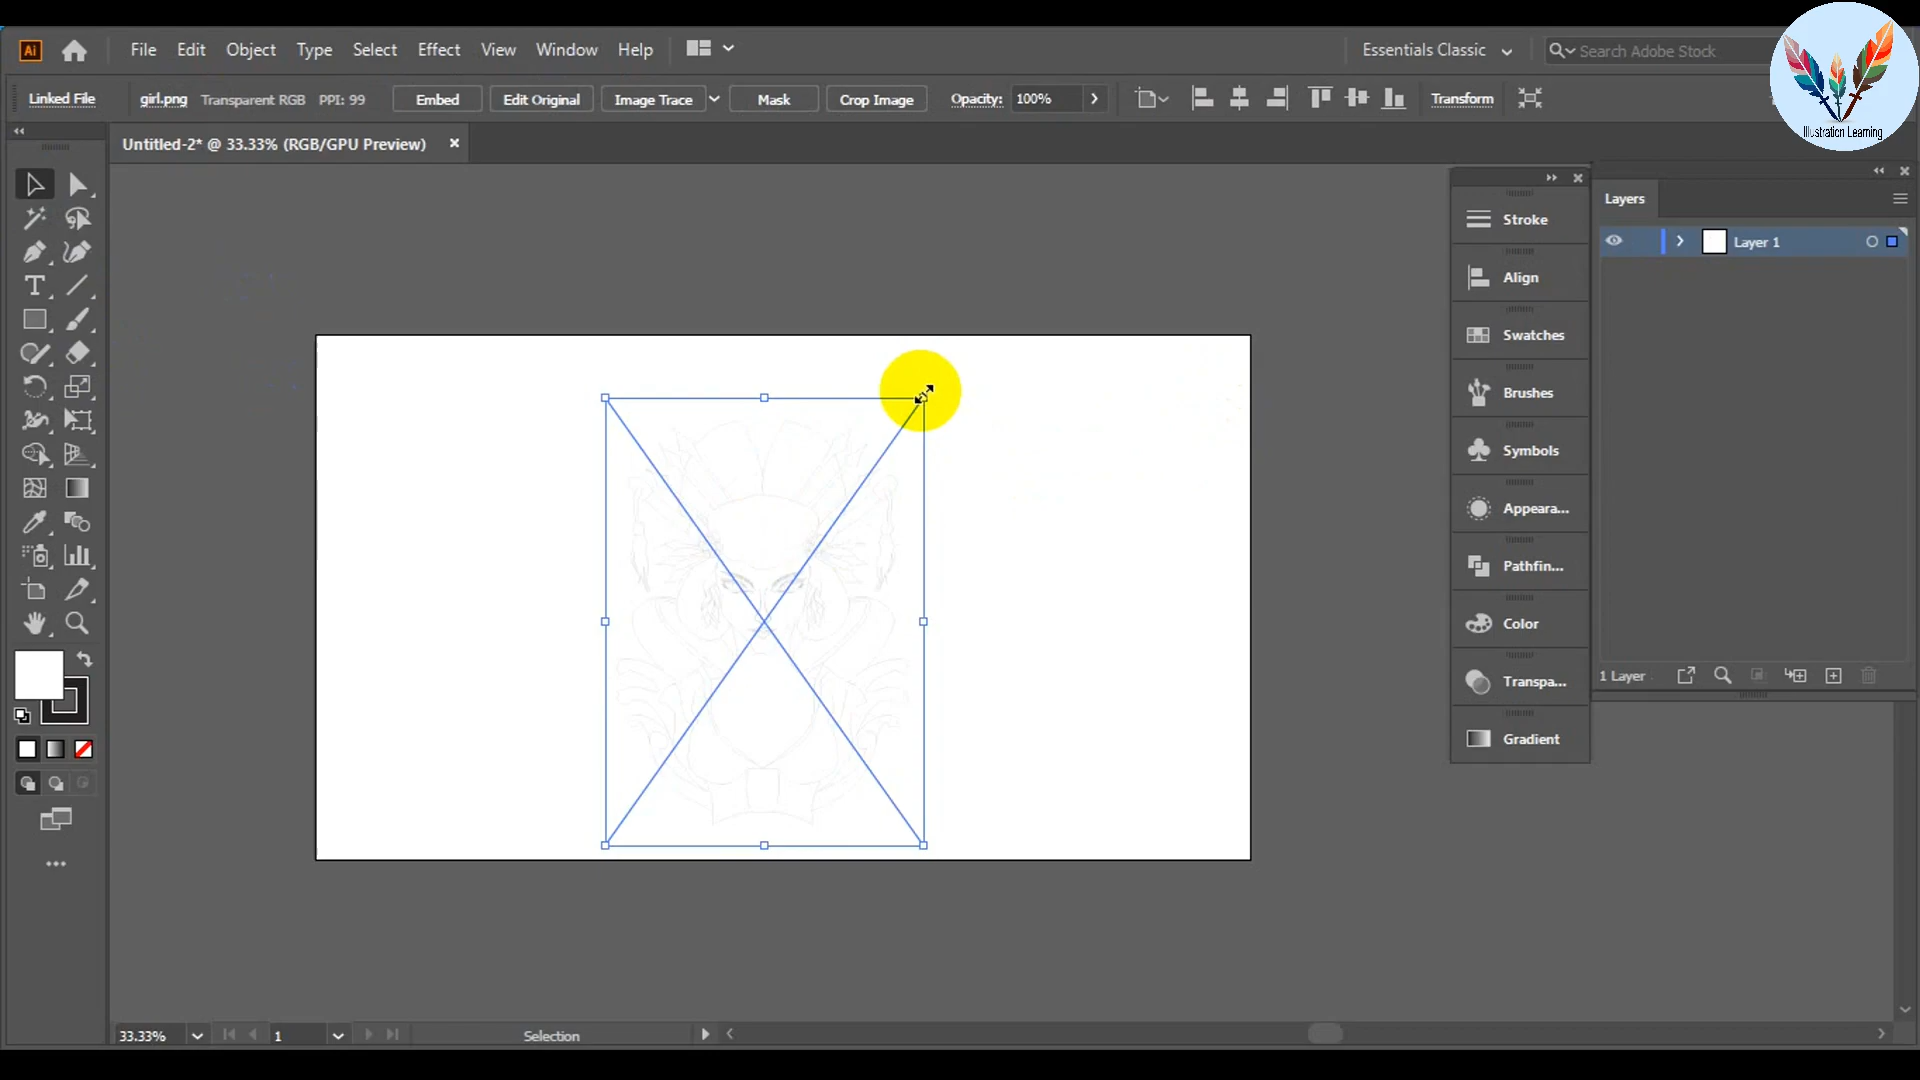 Ai File Edit Object Type Select Effect View Window Help Essentials Classic Search Adobe Stock
Linked File girl.png Transparent RGB PPI: 99 Embed Edit Original Image Trace Mask Crop Image Opacity: 100% Transform
Illustration Learning
Untitled-2* @ 33.33% (RGB/GPU Preview)
Layers
Layer 1
Stroke
Align
Swatches
Brushes
Symbols
Appeara...
Pathfin...
Color
Transpa...
Gradient
1 Layer
33.33% 1 Selection